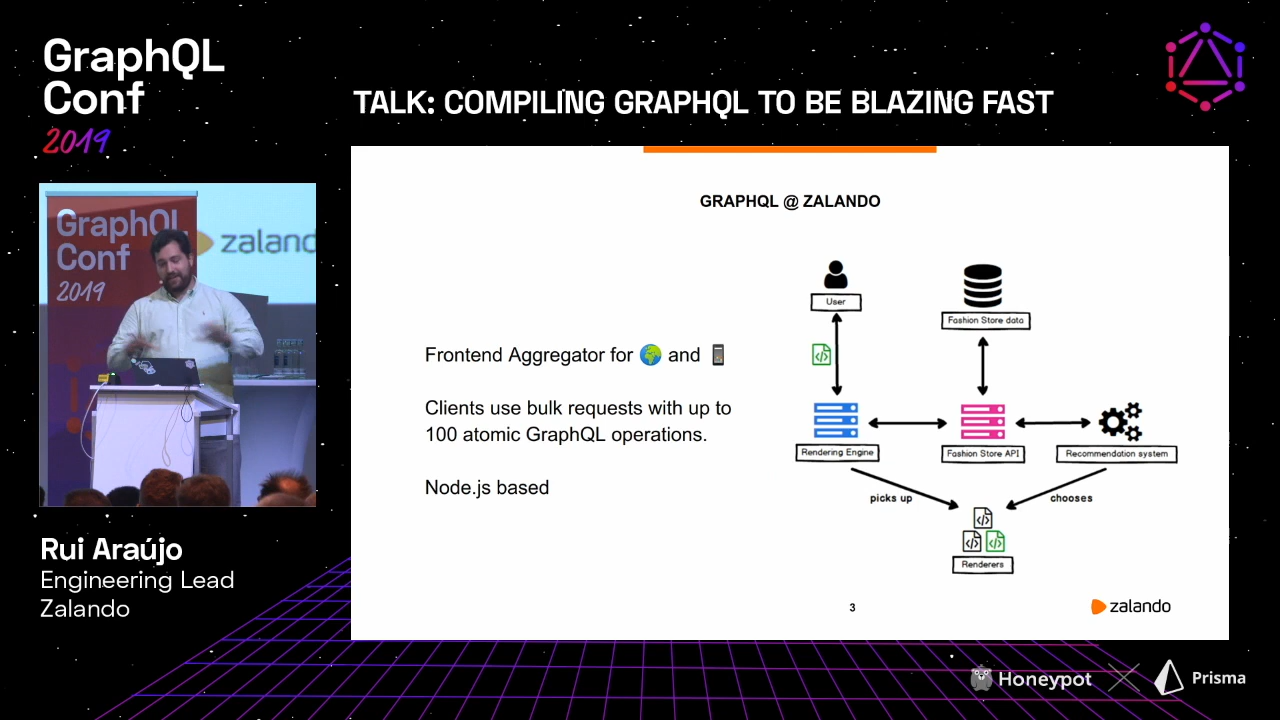 GraphQL
Conf
2019
TALK: COMPILING GRAPHQL TO BE BLAZING FAST
GraphQL
Conf
2019
zaland
Rui Araújo
Engineering Lead
Zalando
GRAPHQL @ ZALANDO
Frontend Aggregator for 🌍 and 📱
Clients use bulk requests with up to
100 atomic GraphQL operations.
Node.js based
User
Fashion Store data
Rendering Engine
Fashion Store API
Recommendation system
picks up
chooses
Renderers
3
zalando
Honeypot
Prisma